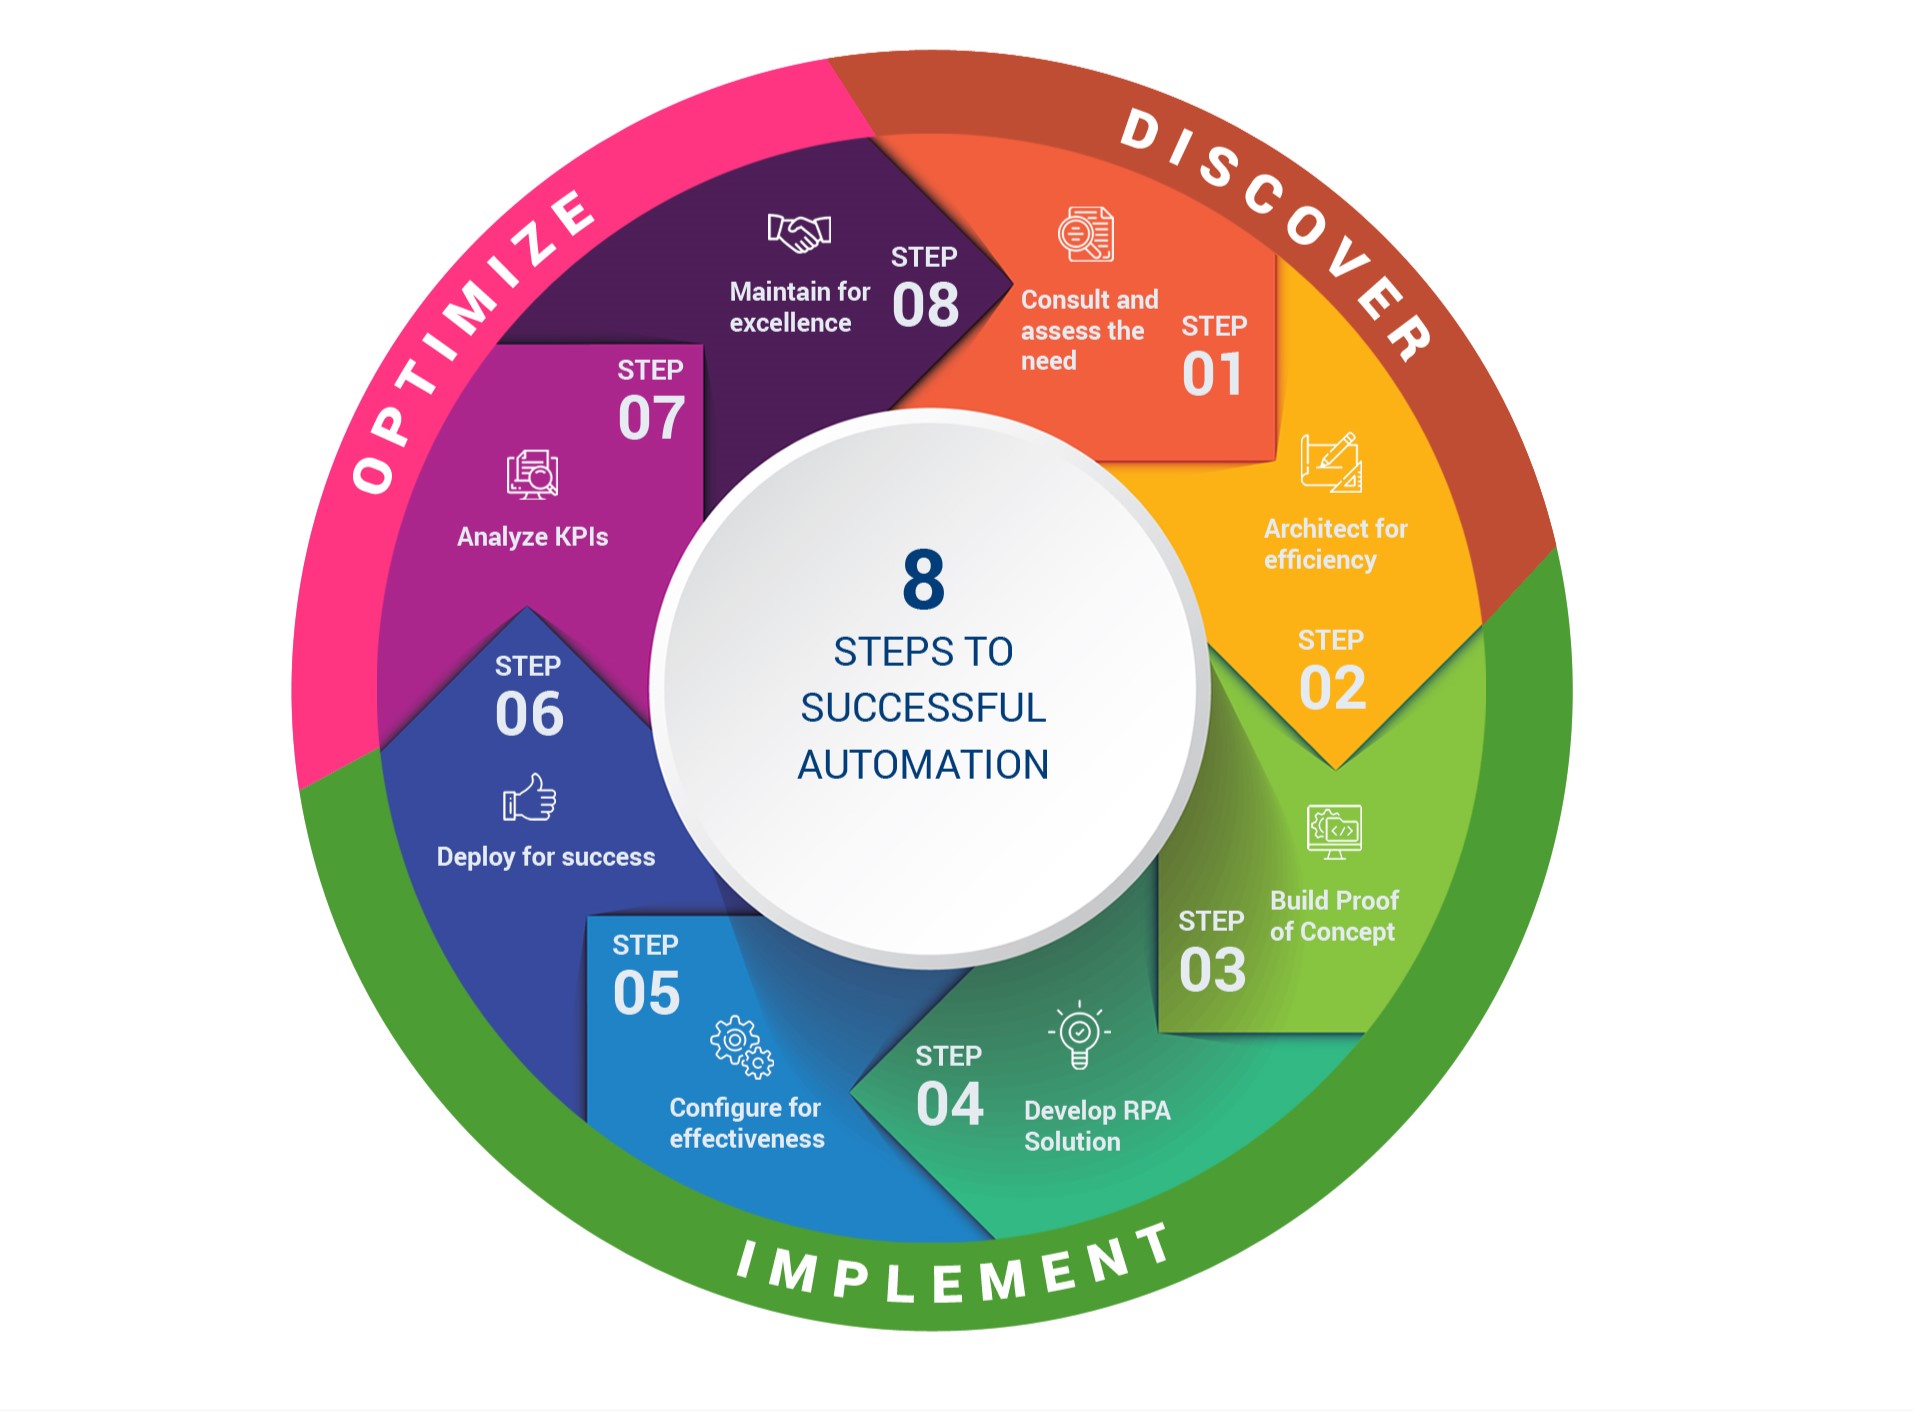 8
STEPS TO
SUCCESSFUL
AUTOMATION
DISCOVER
Consult and
assess the
need
STEP
01
Architect for
efficiency
STEP
02
IMPLEMENT
Build Proof
of Concept
STEP
03
Develop RPA
Solution
STEP
04
STEP
05
Configure for
effectiveness
STEP
06
Deploy for success
OPTIMIZE
STEP
07
Analyze KPIs
Maintain for
excellence
STEP
08